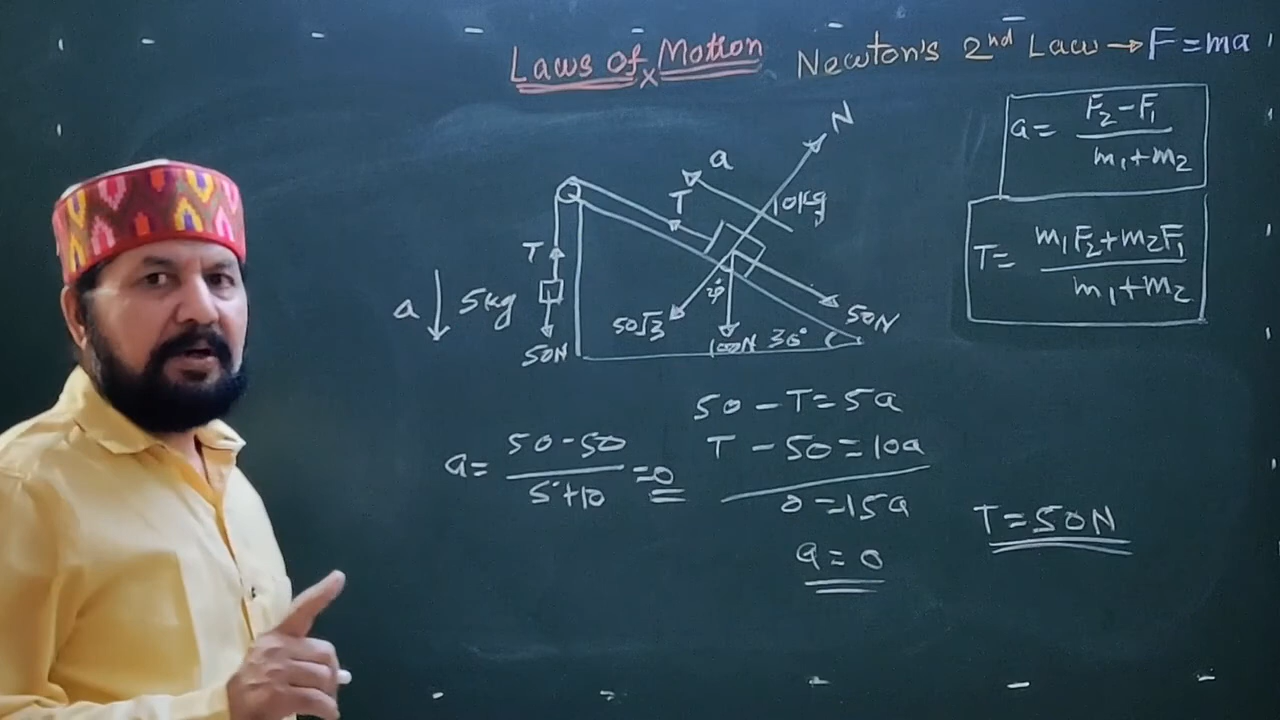 Laws of Motion Newton's 2nd Law → F = ma
a = (F₂ - F₁)/(m₁ + m₂)
T = (m₁F₂ + m₂F₁)/(m₁ + m₂)
N
a
T
10kg
T
a ↓ 5kg
50N
50√3
100N
30°
50N
50 - T = 5a
T - 50 = 10a
0 = 15a
a = 0
a = (50 - 50)/(5 + 10) = 0
T = 50N